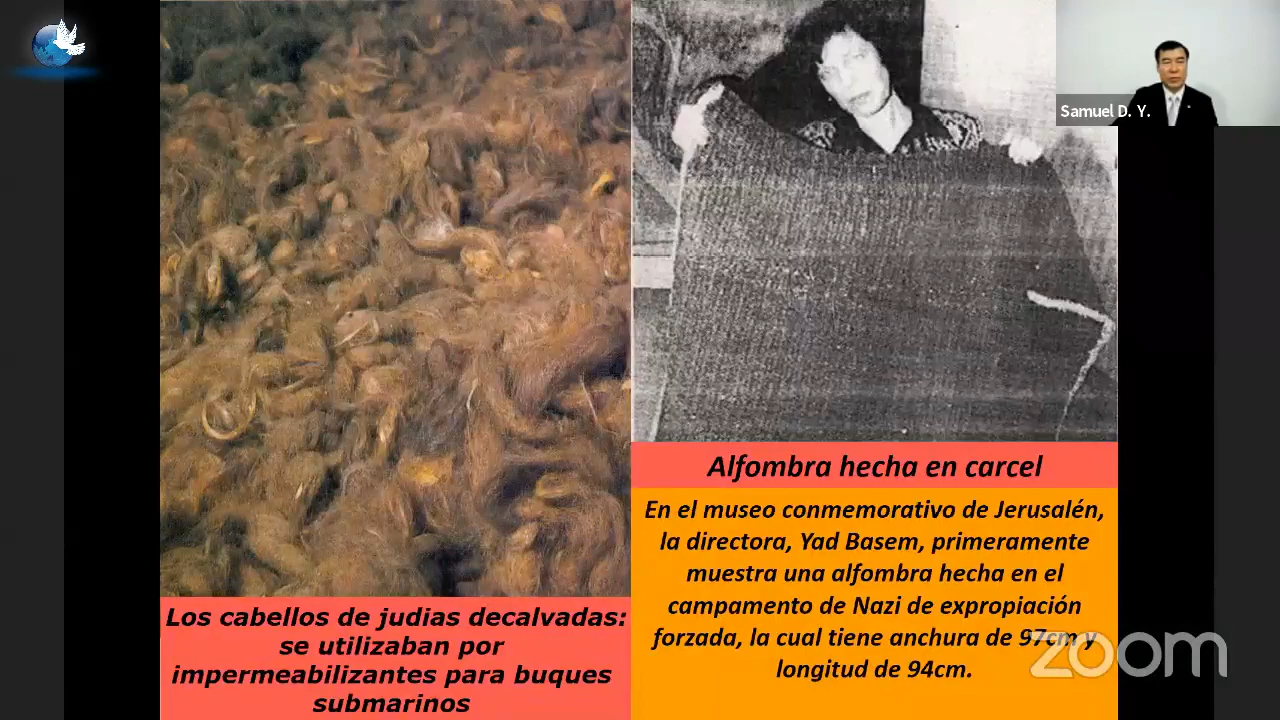 Samuel D. Y.
Los cabellos de judias decalvadas:
se utilizaban por
impermeabilizantes para buques
submarinos
Alfombra hecha en carcel
En el museo conmemorativo de Jerusalén,
la directora, Yad Basem, primeramente
muestra una alfombra hecha en el
campamento de Nazi de expropiación
forzada, la cual tiene anchura de 97cm y
longitud de 94cm.
zoom